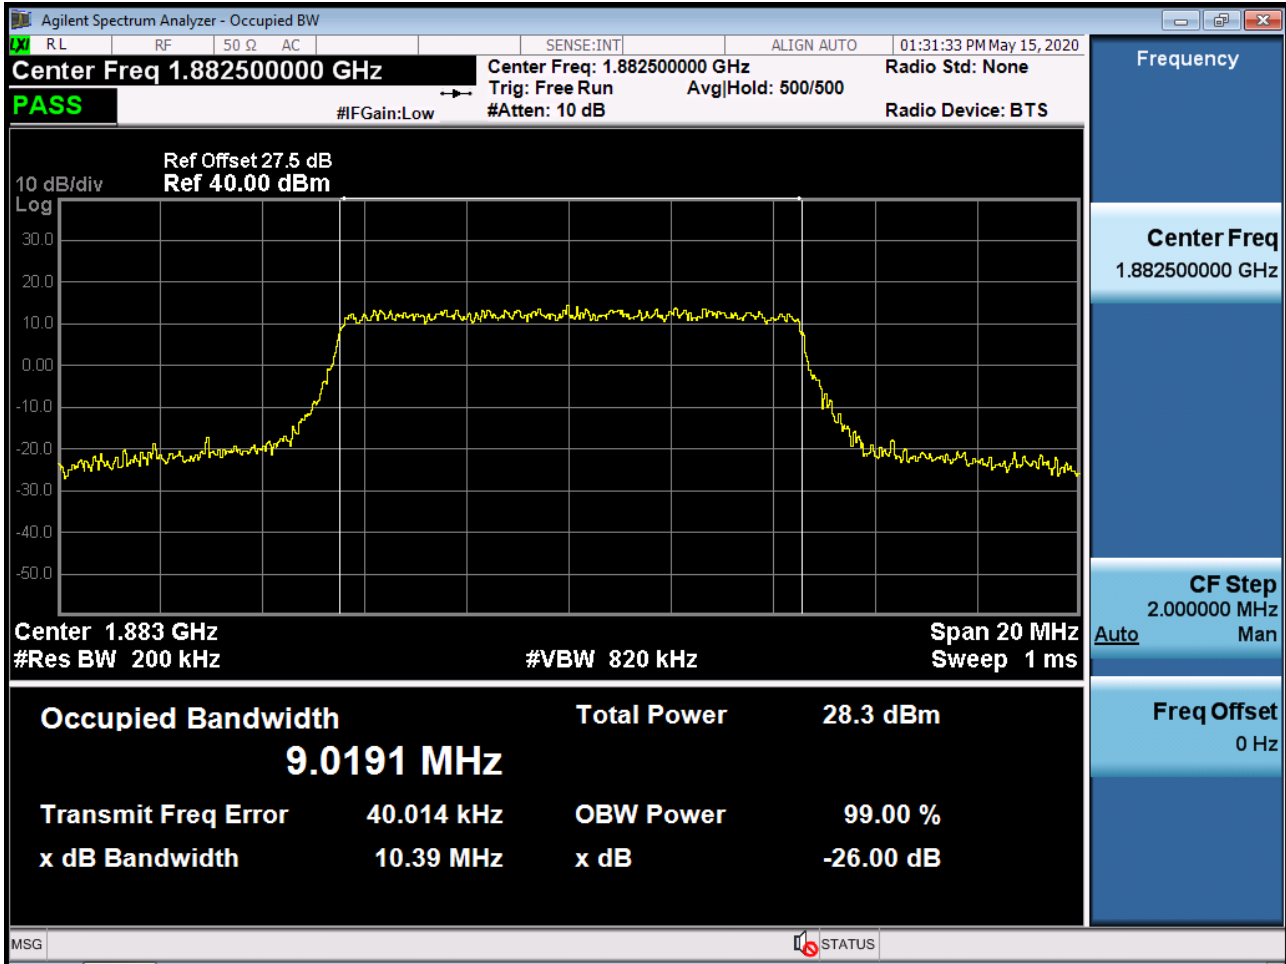 Agilent Spectrum Analyzer - Occupied BW
LXI RL RF 50 Ω AC SENSE:INT ALIGN AUTO 01:31:33 PM May 15, 2020
Center Freq 1.882500000 GHz
PASS
#IFGain:Low
Center Freq: 1.882500000 GHz
Trig: Free Run Avg|Hold: 500/500
#Atten: 10 dB
Radio Std: None
Radio Device: BTS
Ref Offset 27.5 dB
10 dB/div Ref 40.00 dBm
Log
30.0
20.0
10.0
0.00
-10.0
-20.0
-30.0
-40.0
-50.0
Center 1.883 GHz Span 20 MHz
#Res BW 200 kHz #VBW 820 kHz Sweep 1 ms
Occupied Bandwidth Total Power 28.3 dBm
9.0191 MHz
Transmit Freq Error 40.014 kHz OBW Power 99.00 %
x dB Bandwidth 10.39 MHz x dB -26.00 dB
MSG STATUS
Frequency
Center Freq
1.882500000 GHz
CF Step
2.000000 MHz
Auto Man
Freq Offset
0 Hz